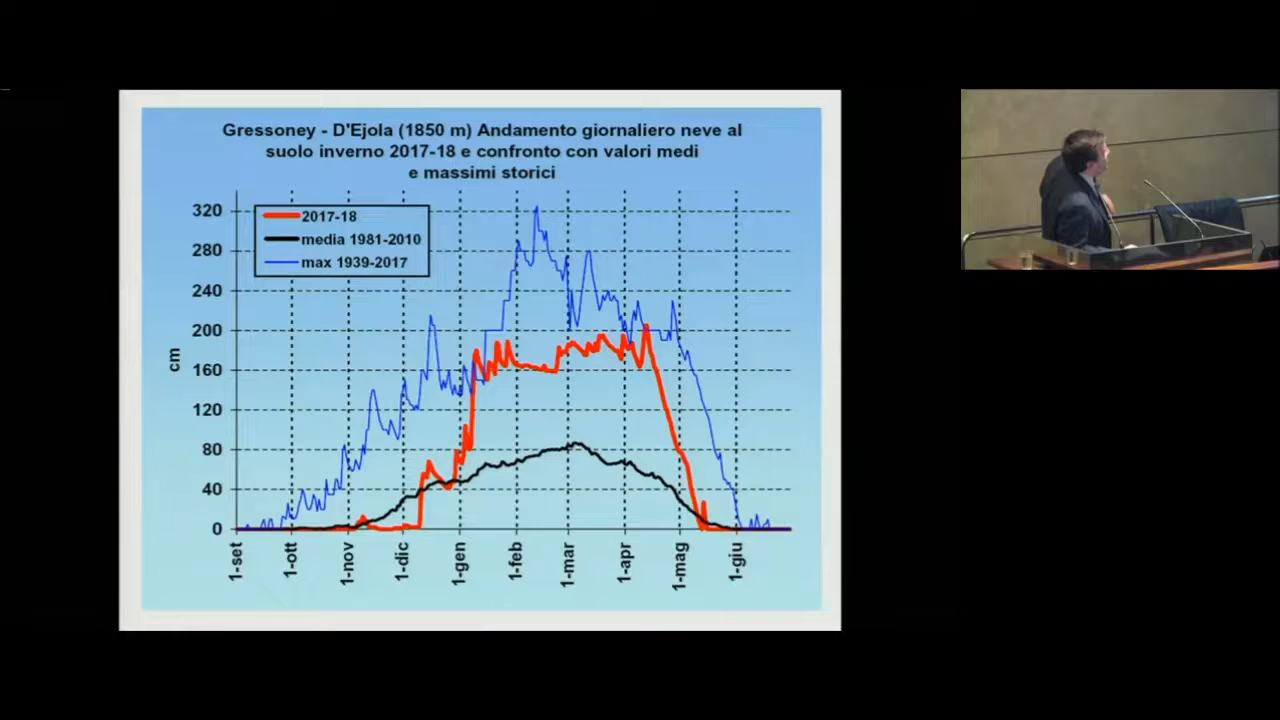 Gressoney - D'Ejola (1850 m) Andamento giornaliero neve al
suolo inverno 2017-18 e confronto con valori medi
e massimi storici
2017-18
media 1981-2010
max 1939-2017
cm
320
280
240
200
160
120
80
40
0
1-set
1-ott
1-nov
1-dic
1-gen
1-feb
1-mar
1-apr
1-mag
1-giu